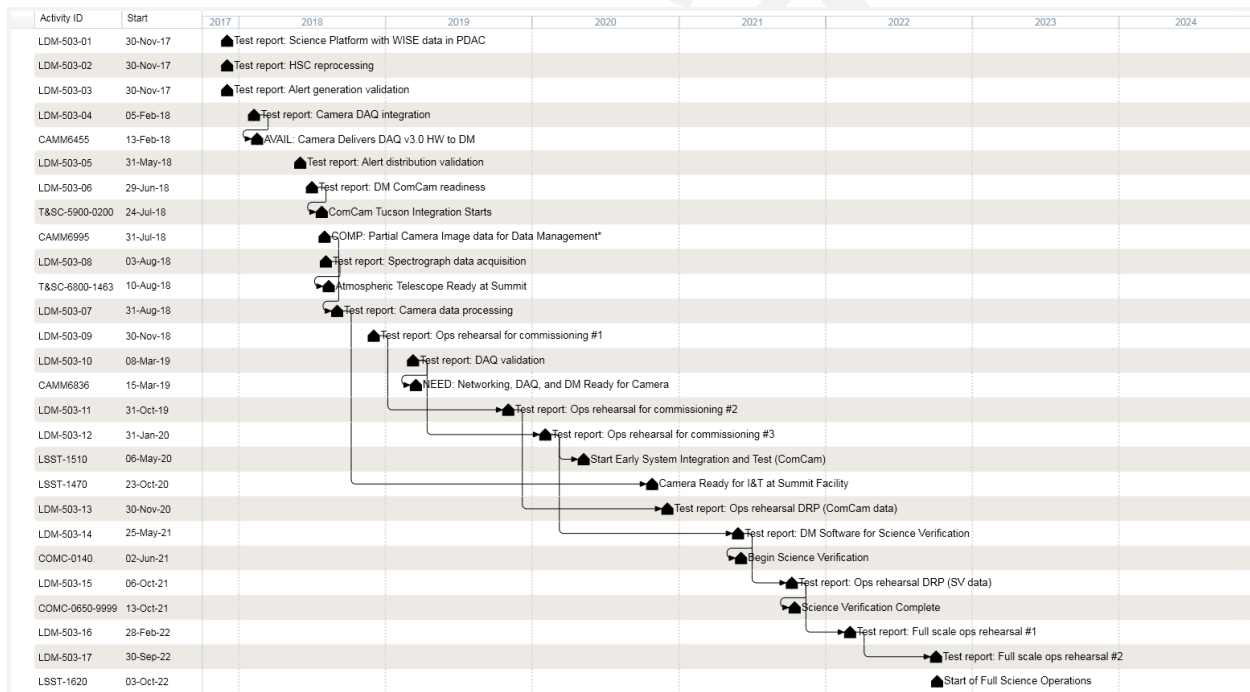 Activity ID Start 2017 2018 2019 2020 2021 2022 2023 2024
LDM-503-01 30-Nov-17 Test report: Science Platform with WISE data in PDAC
LDM-503-02 30-Nov-17 Test report: HSC reprocessing
LDM-503-03 30-Nov-17 Test report: Alert generation validation
LDM-503-04 05-Feb-18 Test report: Camera DAQ integration
CAMM6455 13-Feb-18 AVAIL: Camera Delivers DAQ v3.0 HW to DM
LDM-503-05 31-May-18 Test report: Alert distribution validation
LDM-503-06 29-Jun-18 Test report: DM ComCam readiness
T&SC-5900-0200 24-Jul-18 ComCam Tucson Integration Starts
CAMM6995 31-Jul-18 COMP: Partial Camera Image data for Data Management*
LDM-503-08 03-Aug-18 Test report: Spectrograph data acquisition
T&SC-6800-1463 10-Aug-18 Atmospheric Telescope Ready at Summit
LDM-503-07 31-Aug-18 Test report: Camera data processing
LDM-503-09 30-Nov-18 Test report: Ops rehearsal for commissioning #1
LDM-503-10 08-Mar-19 Test report: DAQ validation
CAMM6836 15-Mar-19 NEED: Networking, DAQ, and DM Ready for Camera
LDM-503-11 31-Oct-19 Test report: Ops rehearsal for commissioning #2
LDM-503-12 31-Jan-20 Test report: Ops rehearsal for commissioning #3
LSST-1510 06-May-20 Start Early System Integration and Test (ComCam)
LSST-1470 23-Oct-20 Camera Ready for I&T at Summit Facility
LDM-503-13 30-Nov-20 Test report: Ops rehearsal DRP (ComCam data)
LDM-503-14 25-May-21 Test report: DM Software for Science Verification
COMC-0140 02-Jun-21 Begin Science Verification
LDM-503-15 06-Oct-21 Test report: Ops rehearsal DRP (SV data)
COMC-0650-9999 13-Oct-21 Science Verification Complete
LDM-503-16 28-Feb-22 Test report: Full scale ops rehearsal #1
LDM-503-17 30-Sep-22 Test report: Full scale ops rehearsal #2
LSST-1620 03-Oct-22 Start of Full Science Operations